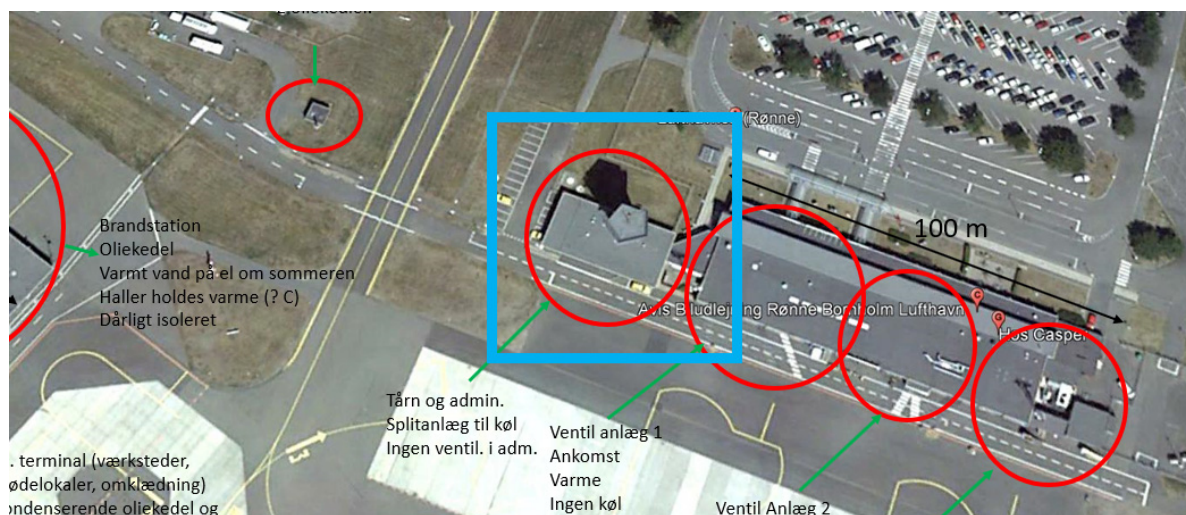 Luithavnen (Rønne)
100 m
Brandstation
Oliekedel
Varmt vand på el om sommeren
Haller holdes varme (? C)
Dårligt isoleret
Avis Biludlejning Rønne Bornholm Lufthavn
C
G
Hos Casper
Tårn og admin.
Splitanlæg til køl
Ingen ventil. i adm.
Ventil anlæg 1
Ankomst
Varme
Ingen køl
Ventil Anlæg 2
. terminal (værksteder,
ødelokaler, omklædning)
ondenserende oliekedel og